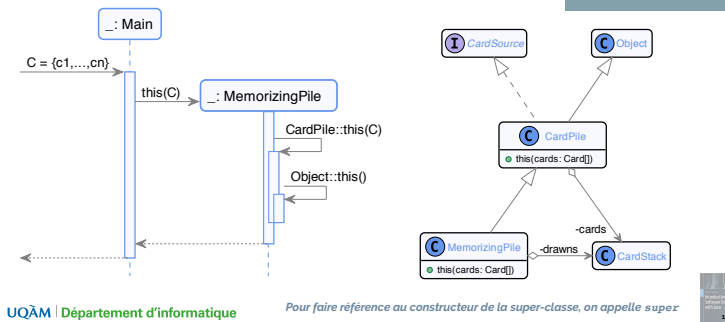 _: Main
C = {c1,...,cn}
this(C)
_: MemorizingPile
CardPile::this(C)
Object::this()
I CardSource
C Object
C CardPile
this(cards: Card[])
-cards
C MemorizingPile
this(cards: Card[])
-drawns
C CardStack
UQÀM | Département d'informatique
Pour faire référence au constructeur de la super-classe, on appelle super